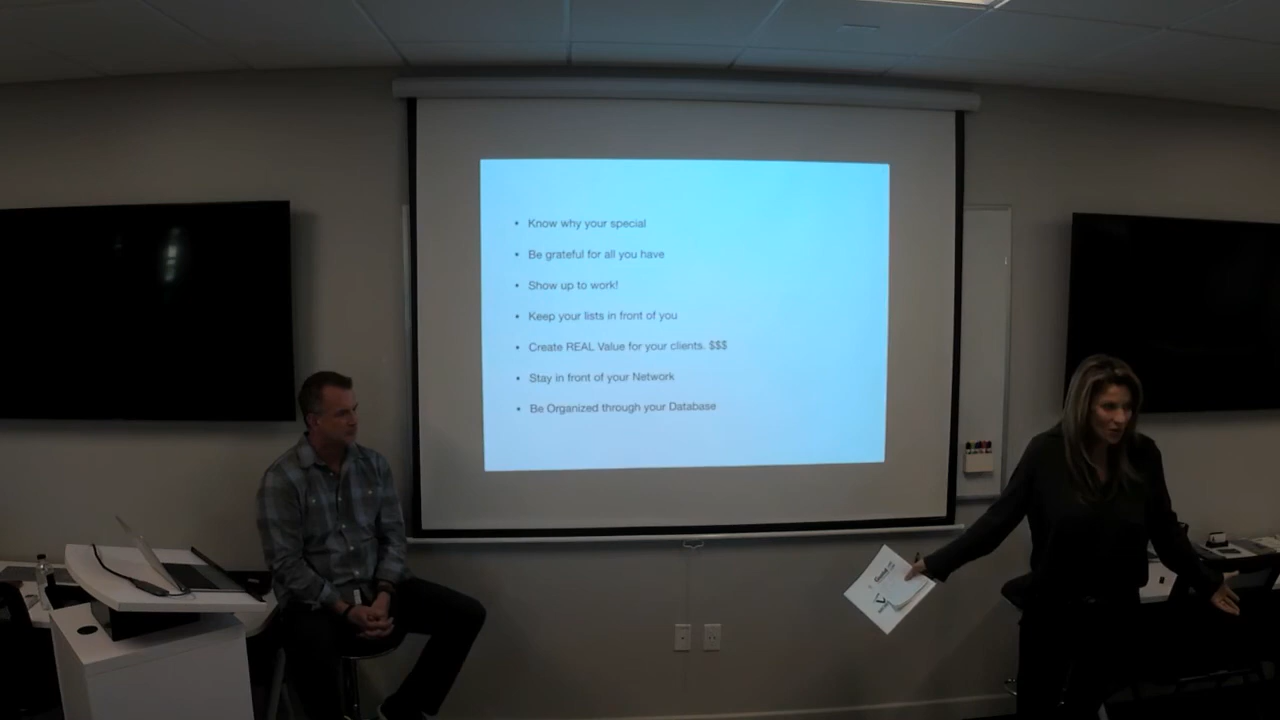 • Know why your special
• Be grateful for all you have
• Show up to work!
• Keep your lists in front of you
• Create REAL Value for your clients. $$$
• Stay in front of your Network
• Be Organized through your Database